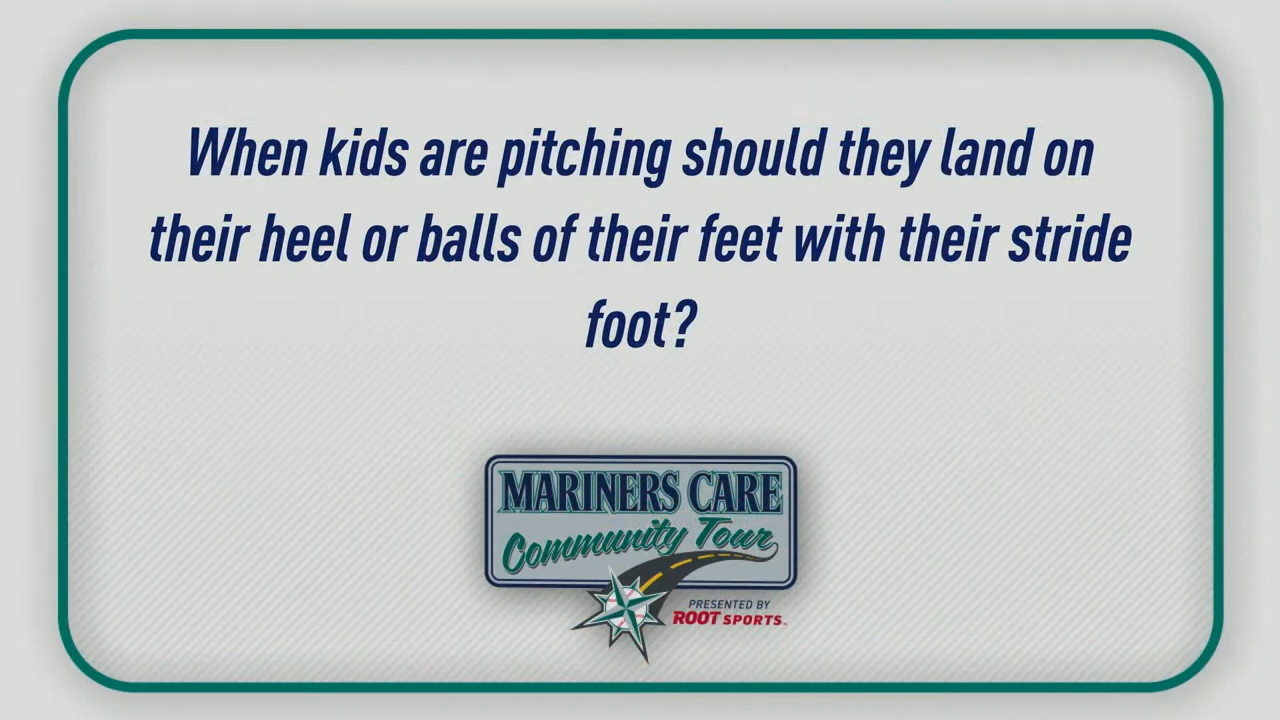 When kids are pitching should they land on
their heel or balls of their feet with their stride
foot?
MARINERS CARE
Community Tour
PRESENTED BY
ROOT SPORTS